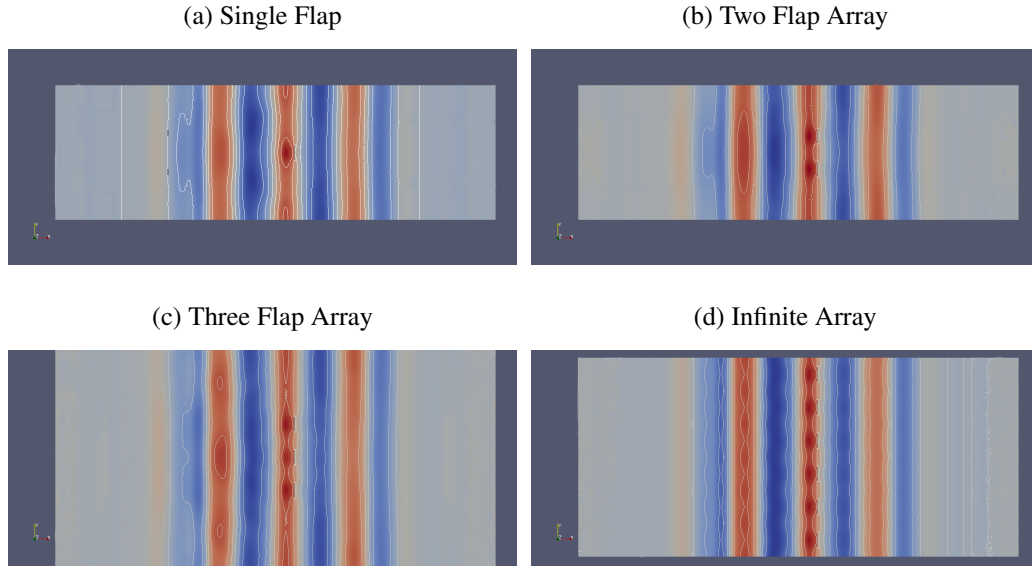 (a) Single Flap
(b) Two Flap Array
(c) Three Flap Array
(d) Infinite Array